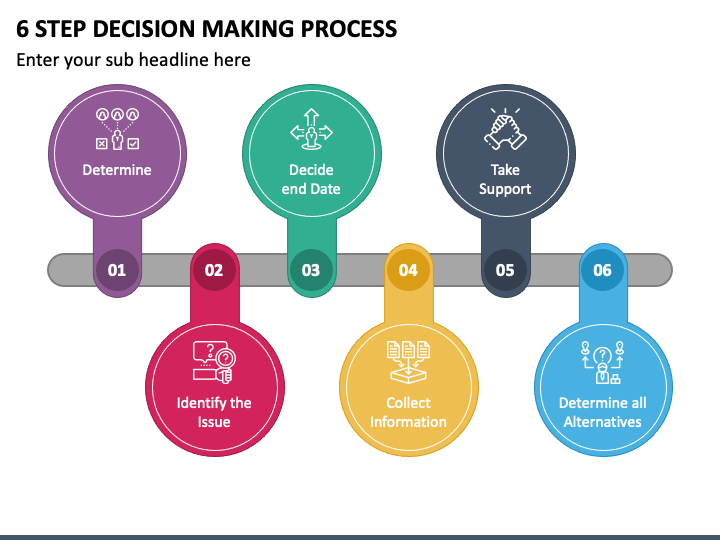 6 STEP DECISION MAKING PROCESS
Enter your sub headline here
Determine
Decide
end Date
Take
Support
01
02
03
04
05
06
Identify the
Issue
Collect
Information
Determine all
Alternatives